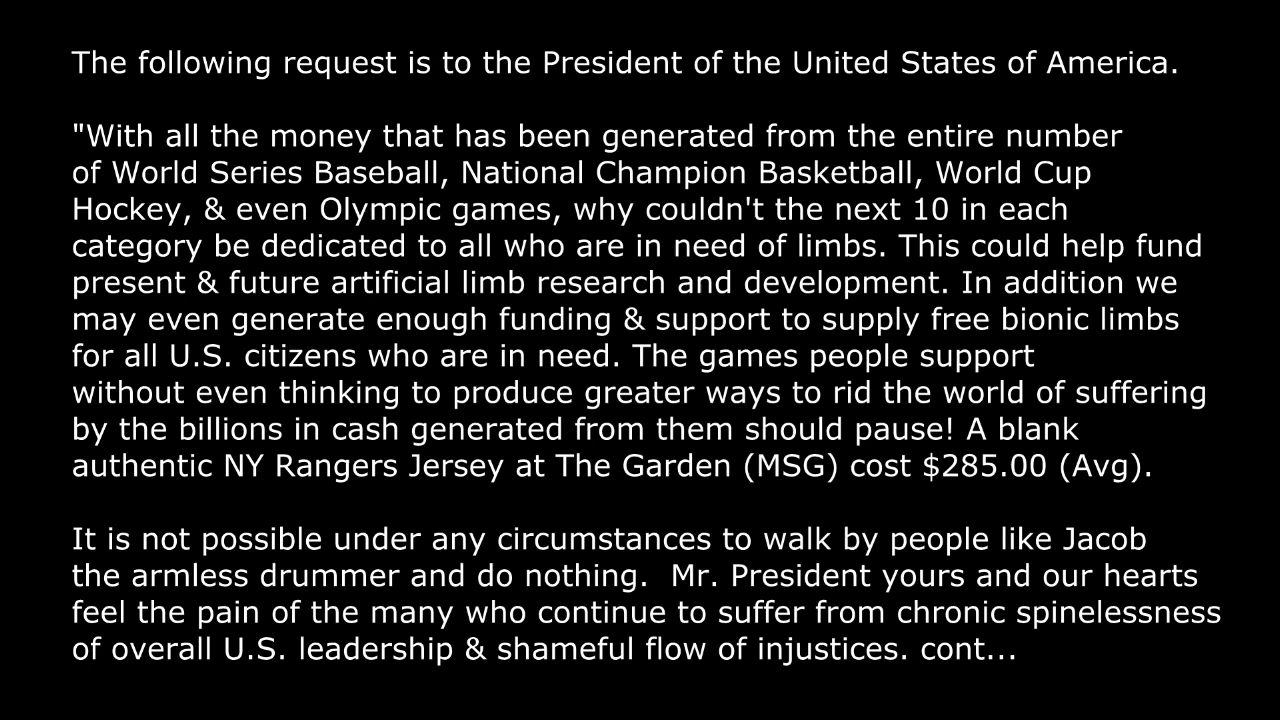 The following request is to the President of the United States of America.
"With all the money that has been generated from the entire number
of World Series Baseball, National Champion Basketball, World Cup
Hockey, & even Olympic games, why couldn't the next 10 in each
category be dedicated to all who are in need of limbs. This could help fund
present & future artificial limb research and development. In addition we
may even generate enough funding & support to supply free bionic limbs
for all U.S. citizens who are in need. The games people support
without even thinking to produce greater ways to rid the world of suffering
by the billions in cash generated from them should pause! A blank
authentic NY Rangers Jersey at The Garden (MSG) cost $285.00 (Avg).
It is not possible under any circumstances to walk by people like Jacob
the armless drummer and do nothing.  Mr. President yours and our hearts
feel the pain of the many who continue to suffer from chronic spinelessness
of overall U.S. leadership & shameful flow of injustices. cont...